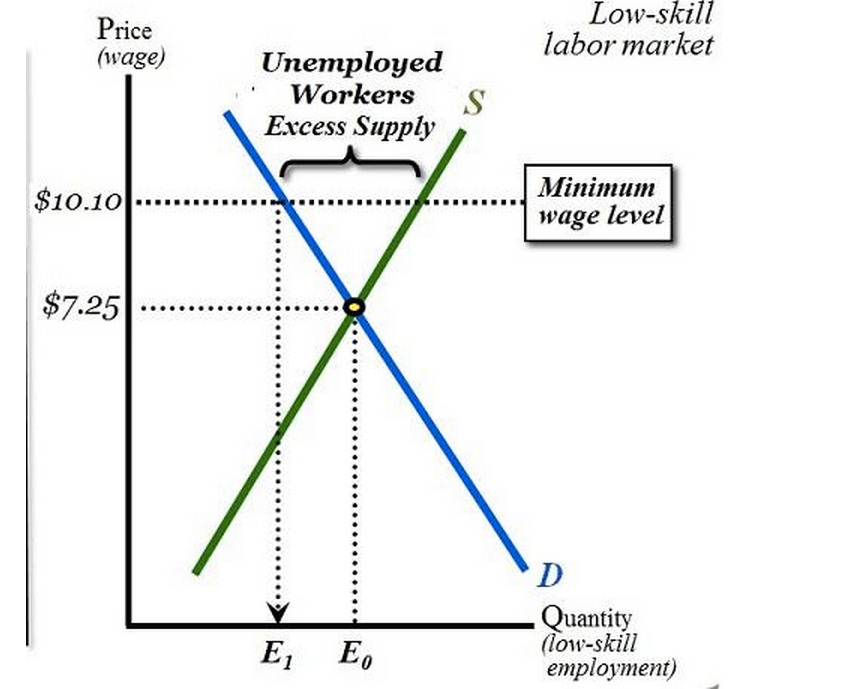 Low-skill
labor market
Price
(wage)
Unemployed
Workers
Excess Supply
S
$10.10
Minimum
wage level
$7.25
D
Quantity
(low-skill
employment)
E1 E0